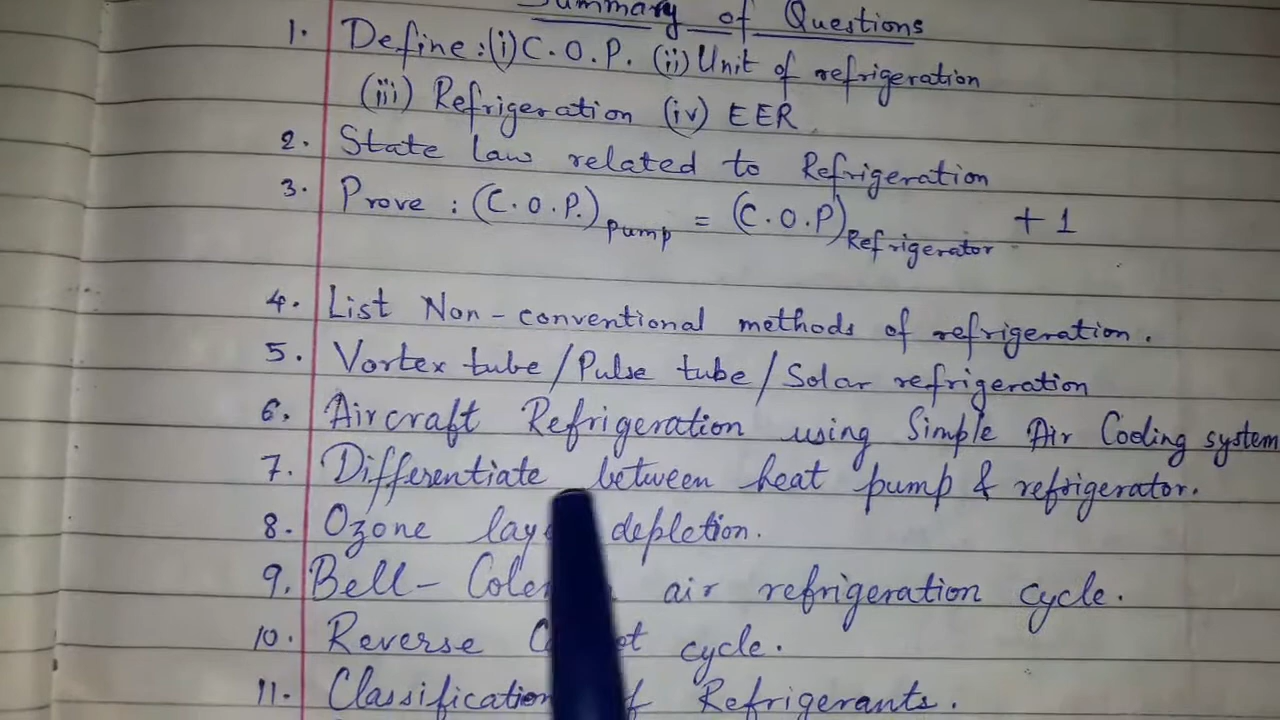 Summary of Questions
1. Define :(i) C.O.P. (ii) Unit of refrigeration
(iii) Refrigeration (iv) EER
2. State law related to Refrigeration
3. Prove : (C.O.P.)pump = (C.O.P)Refrigerator + 1
4. List Non-conventional methods of refrigeration.
5. Vortex tube/Pulse tube/Solar refrigeration
6. Aircraft Refrigeration using Simple Air Cooling system
7. Differentiate between heat pump & refrigerator.
8. Ozone depletion.
9. Bell- air refrigeration cycle.
10. Reverse cycle.
11. Classification Refrigerants.